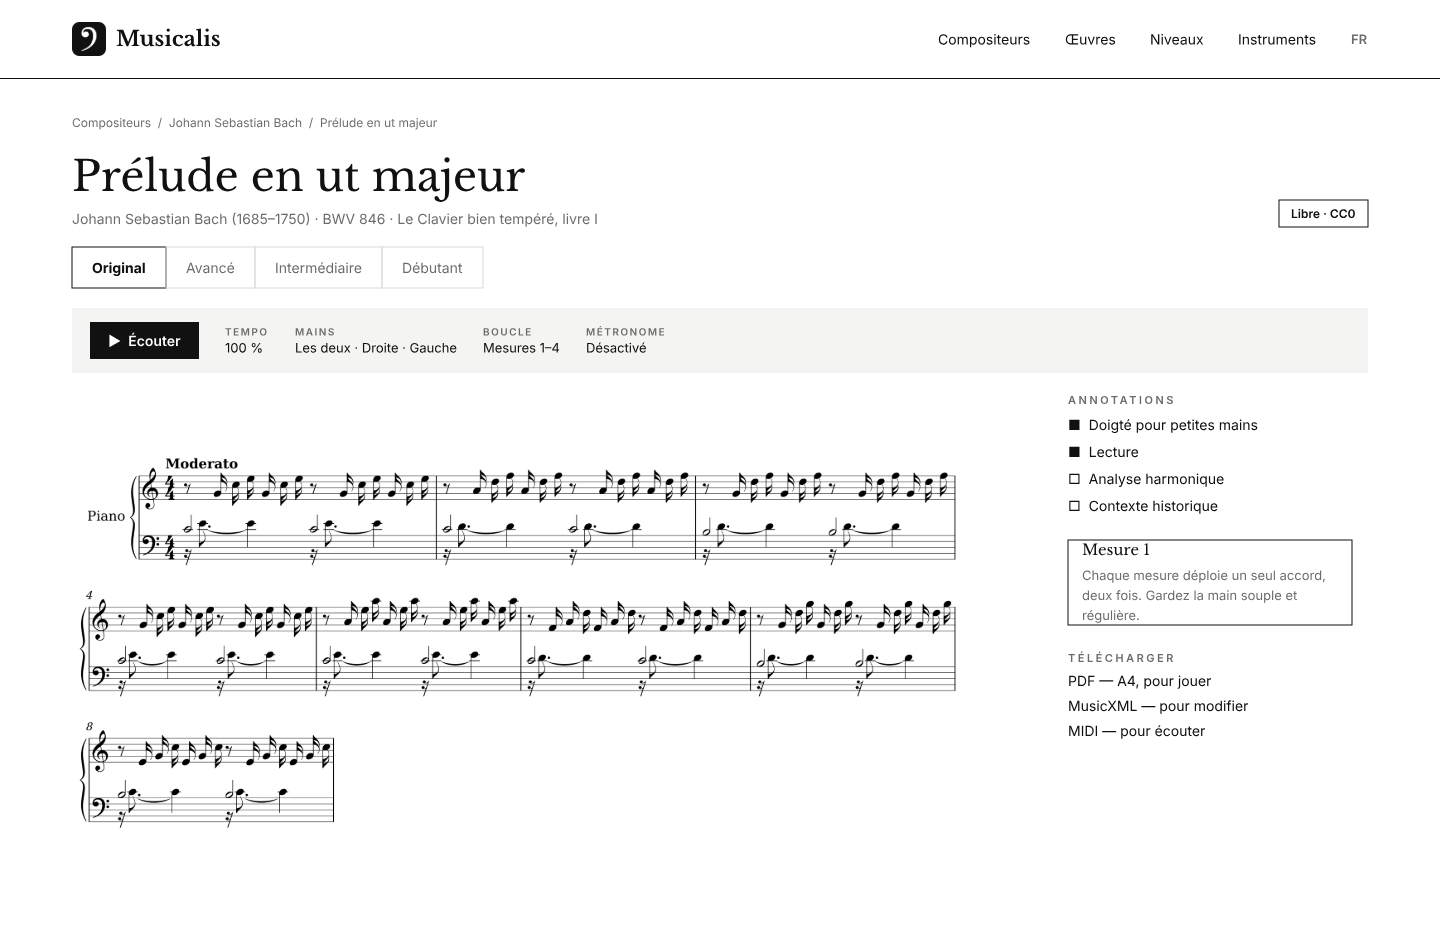 Musicalis
Compositeurs Œuvres Niveaux Instruments FR
Compositeurs / Johann Sebastian Bach / Prélude en ut majeur
Prélude en ut majeur
Johann Sebastian Bach (1685–1750) · BWV 846 · Le Clavier bien tempéré, livre I
Libre · CC0
Original Avancé Intermédiaire Débutant
▶ Écouter
TEMPO
100 %
MAINS
Les deux · Droite · Gauche
BOUCLE
Mesures 1–4
MÉTRONOME
Désactivé
Moderato
Piano
4
8
ANNOTATIONS
■ Doigté pour petites mains
■ Lecture
□ Analyse harmonique
□ Contexte historique
Mesure 1
Chaque mesure déploie un seul accord,
deux fois. Gardez la main souple et
régulière.
TÉLÉCHARGER
PDF — A4, pour jouer
MusicXML — pour modifier
MIDI — pour écouter